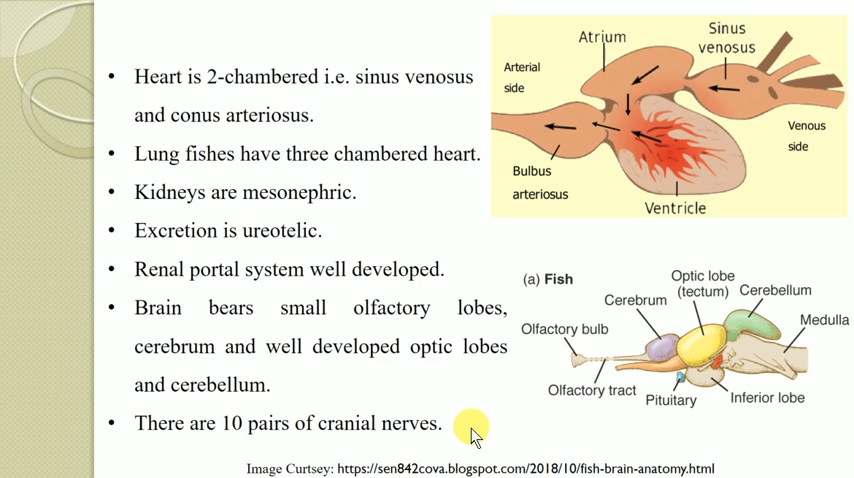 • Heart is 2-chambered i.e. sinus venosus
and conus arteriosus.
• Lung fishes have three chambered heart.
• Kidneys are mesonephric.
• Excretion is ureotelic.
• Renal portal system well developed.
• Brain bears small olfactory lobes,
cerebrum and well developed optic lobes
and cerebellum.
• There are 10 pairs of cranial nerves.
Atrium
Sinus
venosus
Arterial
side
Venous
side
Bulbus
arteriosus
Ventricle
(a) Fish
Optic lobe
(tectum)
Cerebellum
Cerebrum
Medulla
Olfactory bulb
Olfactory tract
Pituitary
Inferior lobe
Image Curtsey: https://sen842cova.blogspot.com/2018/10/fish-brain-anatomy.html